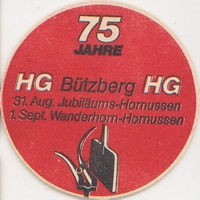 75
JAHRE
HG Bützberg HG
31. Aug. Jubiläums-Hornussen
1. Sept. Wanderhorn-Hornussen